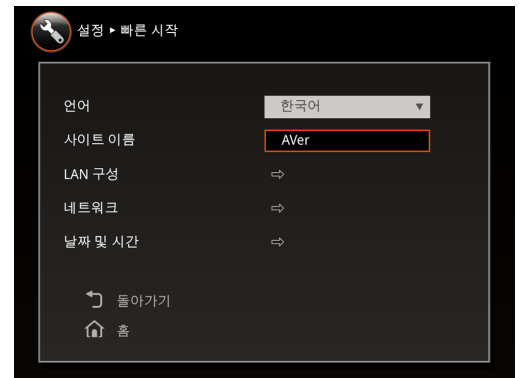 설정 ▸ 빠른 시작
언어 한국어 ▼
사이트 이름 AVer
LAN 구성 ⇨
네트워크 ⇨
날짜 및 시간 ⇨
돌아가기
홈